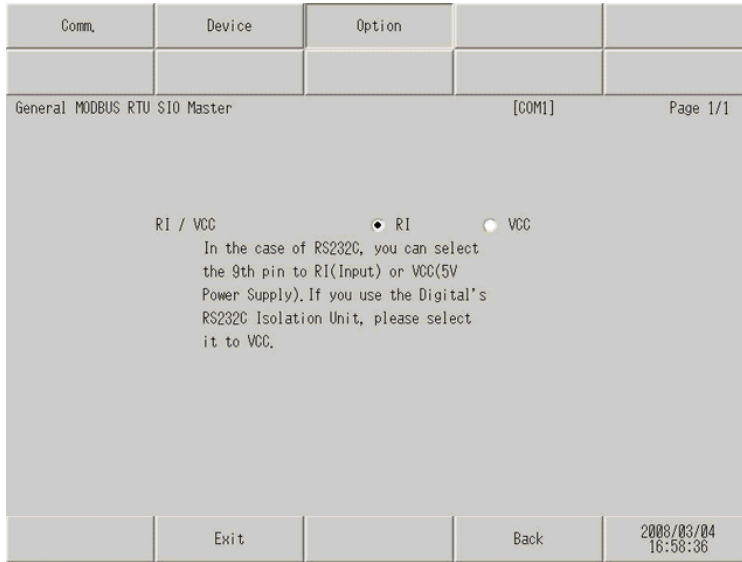 Comm. Device Option
General MODBUS RTU SIO Master [COM1] Page 1/1
RI / VCC RI VCC
In the case of RS232C, you can select
the 9th pin to RI(Input) or VCC(5V
Power Supply).If you use the Digital's
RS232C Isolation Unit, please select
it to VCC.
Exit Back 2008/03/04
16:58:36